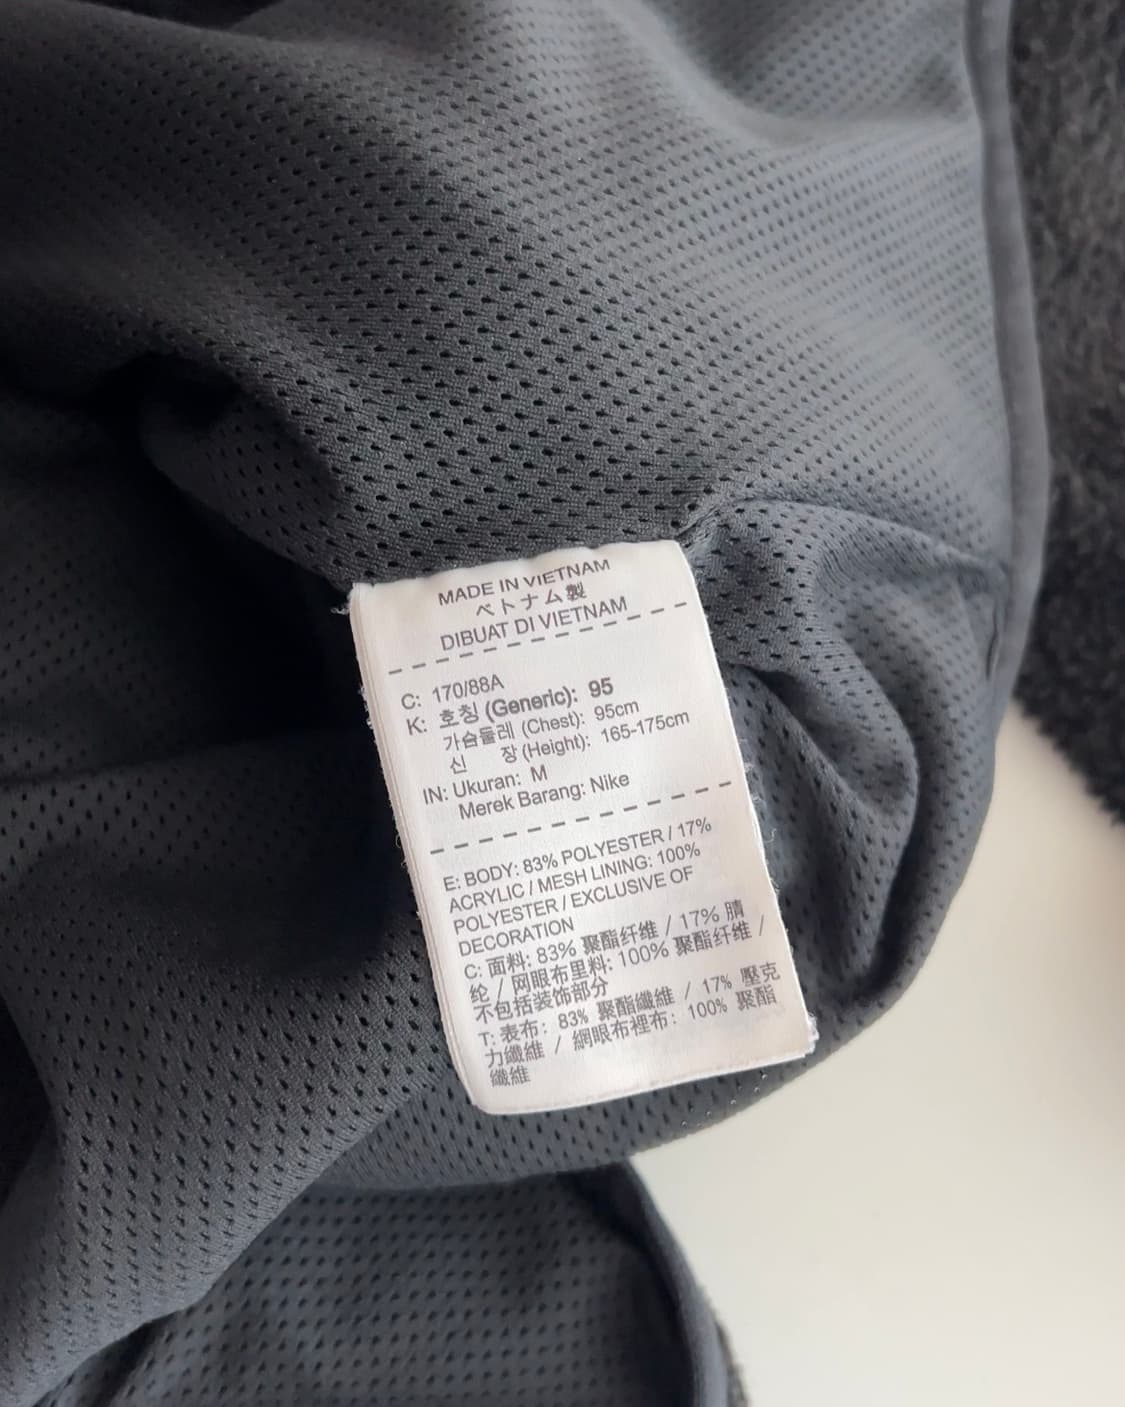 MADE IN VIETNAM
ベトナム製
DIBUAT DI VIETNAM
C: 170/88A
K: 호칭 (Generic): 95
가슴둘레 (Chest): 95cm
신 장 (Height): 165-175cm
IN: Ukuran: M
Merek Barang: Nike
E: BODY: 83% POLYESTER / 17%
ACRYLIC / MESH LINING: 100%
POLYESTER / EXCLUSIVE OF
DECORATION
C: 面料: 83% 聚酯纤维 / 17% 腈
纶 / 网眼布里料: 100% 聚酯纤维 /
不包括装饰部分
T: 表布: 83% 聚酯纖維 / 17% 壓克
力纖維 / 網眼布裡布: 100% 聚酯
纖維